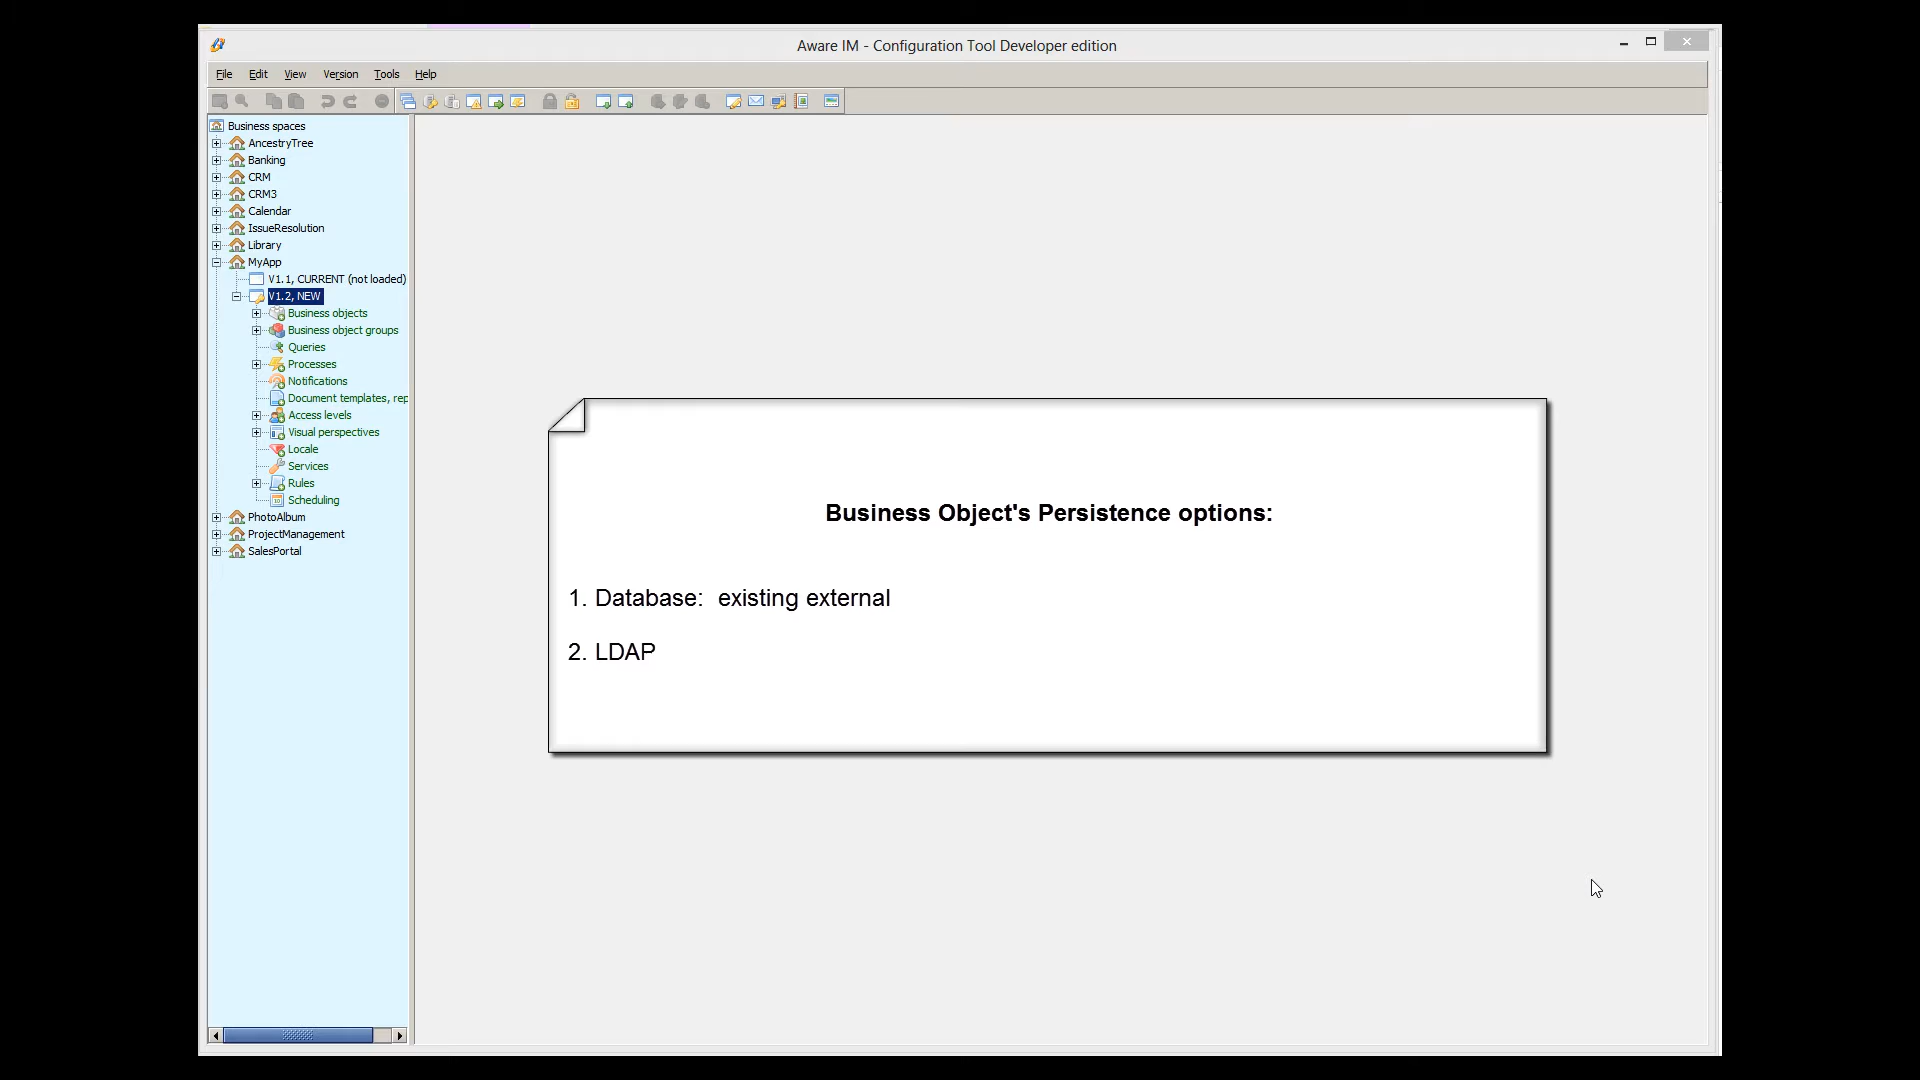 Aware IM - Configuration Tool Developer edition
File Edit View Version Tools Help
Business spaces
AncestryTree
Banking
CRM
CRM3
Calendar
IssueResolution
Library
MyApp
V1.1, CURRENT (not loaded)
V1.2, NEW
Business objects
Business object groups
Queries
Processes
Notifications
Document templates, rep
Access levels
Visual perspectives
Locale
Services
Rules
Scheduling
PhotoAlbum
ProjectManagement
SalesPortal
Business Object's Persistence options:
1. Database: existing external
2. LDAP